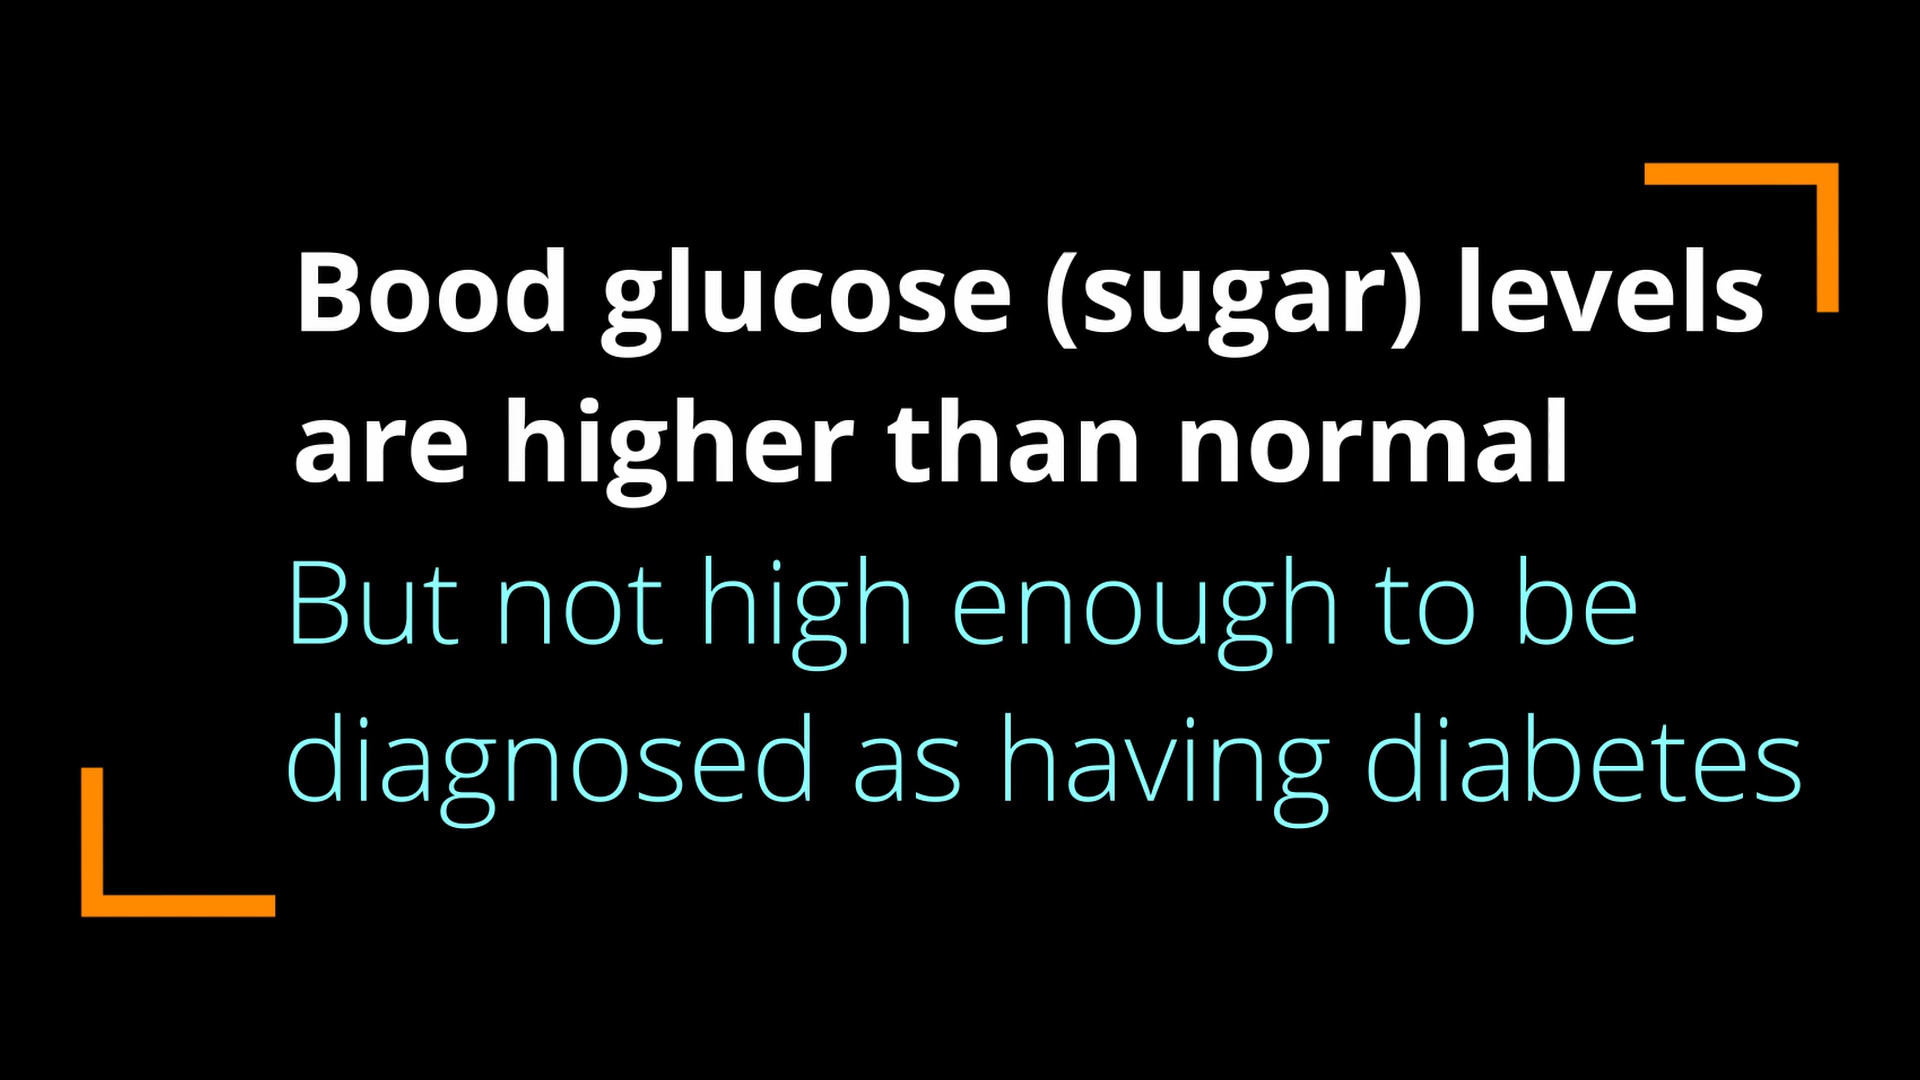 Bood glucose (sugar) levels
are higher than normal
But not high enough to be
diagnosed as having diabetes